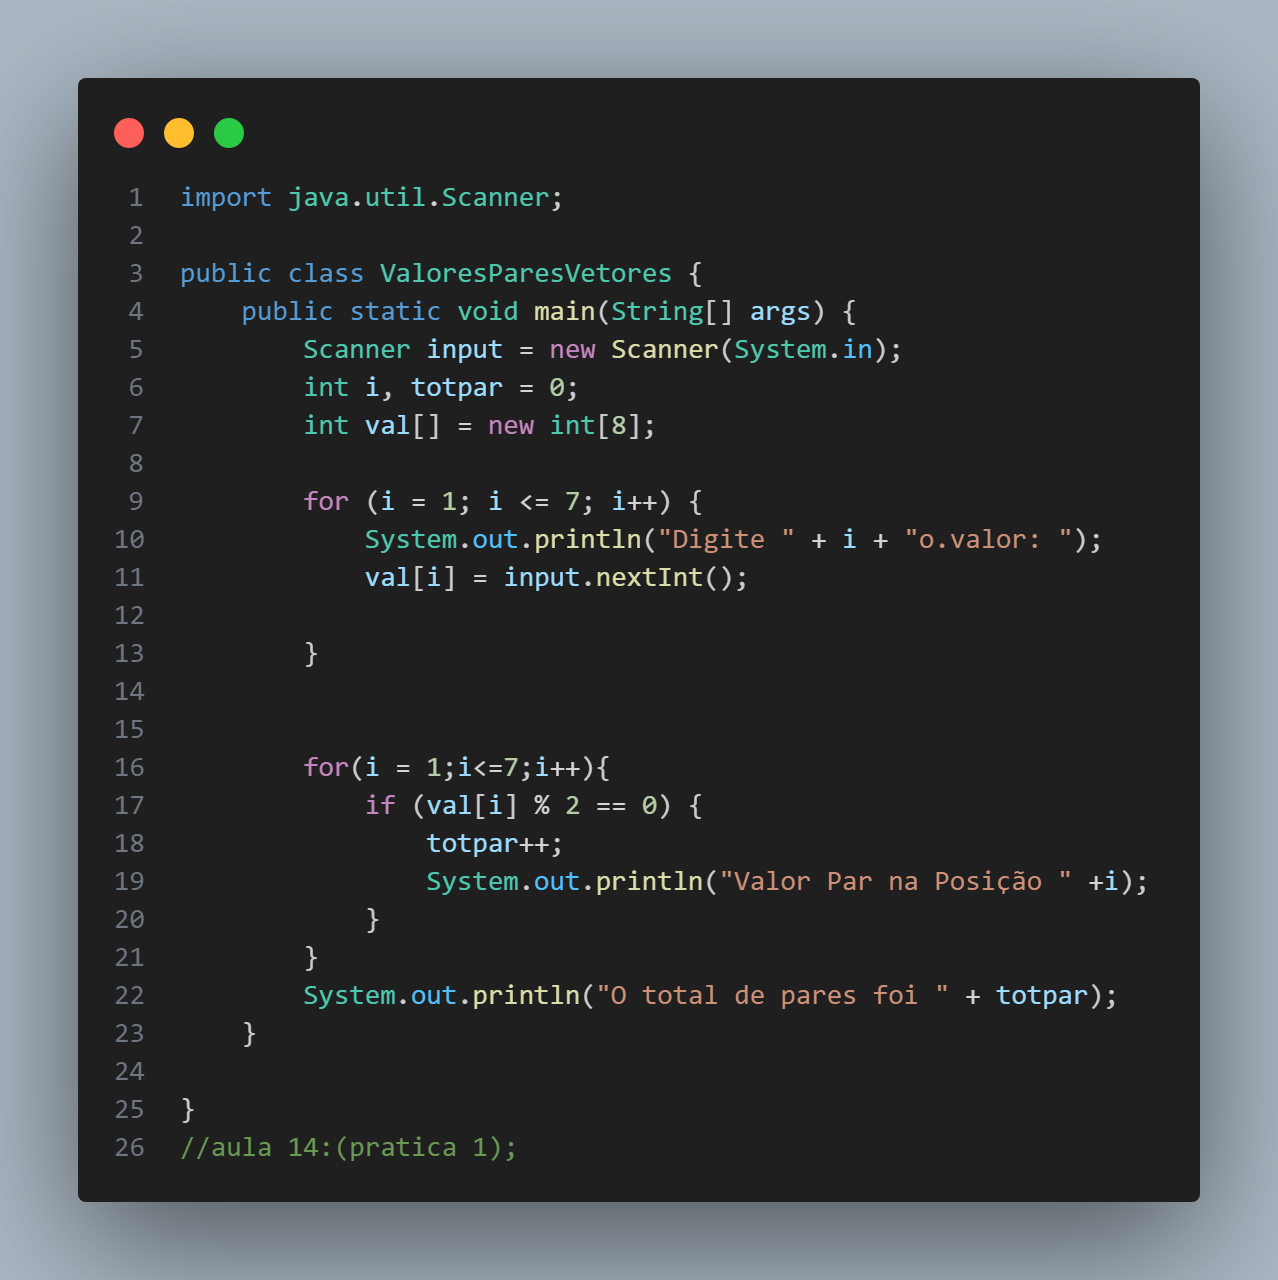 1 import java.util.Scanner;
2
3 public class ValoresParesVetores {
4     public static void main(String[] args) {
5         Scanner input = new Scanner(System.in);
6         int i, totpar = 0;
7         int val[] = new int[8];
8
9         for (i = 1; i <= 7; i++) {
10             System.out.println("Digite " + i + "o.valor: ");
11             val[i] = input.nextInt();
12
13         }
14
15
16         for(i = 1;i<=7;i++){
17             if (val[i] % 2 == 0) {
18                 totpar++;
19                 System.out.println("Valor Par na Posição " +i);
20             }
21         }
22         System.out.println("O total de pares foi " + totpar);
23     }
24
25 }
26 //aula 14:(pratica 1);